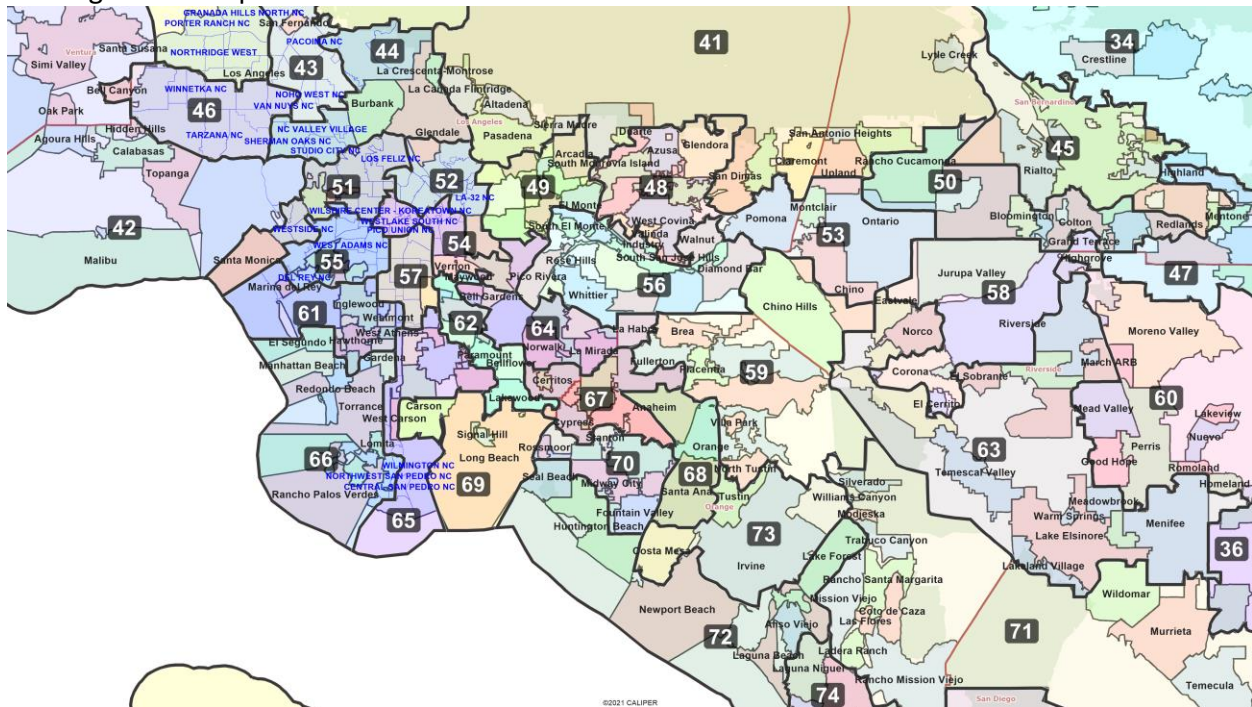 GRANADA HILLS NORTH NC
PORTER RANCH NC
San Fernando
Ventura
Santa Susana
Simi Valley
NORTHRIDGE WEST
Los Angeles
PACOIMA NC
43
44
La Crescenta-Montrose
La Cañada Flintridge
41
Lytle Creek
34
Crestline
San Bernardino
Bell Canyon
WINNETKA NC
46
NOHO WEST NC
VAN NUYS NC
Burbank
Altadena
Los Angeles
Oak Park
Glendale
Pasadena
Sierra Madre
Duarte
San Antonio Heights
45
Agoura Hills
Hidden Hills
TARZANA NC
NC VALLEY VILLAGE
SHERMAN OAKS NC
STUDIO CITY NC
Arcadia
Azusa
Glendora
Claremont
Rancho Cucamonga
Upland
Calabasas
LOS FELIZ NC
South Monrovia Island
San Dimas
50
Rialto
Highland
Topanga
51
52
49
48
LA-32 NC
El Monte
WILSHIRE CENTER - KOREATOWN NC
WESTLAKE SOUTH NC
PICO UNION NC
West Covina
Pomona
Montclair
Ontario
Bloomington
Colton
Redlands
Mentone
42
WESTSIDE NC
South El Monte
Valinda
Industry
Walnut
53
Grand Terrace
Highgrove
Malibu
Santa Monica
WEST ADAMS NC
55
54
Rose Hills
South San Jose Hills
Diamond Bar
47
DEL REY NC
Marina del Rey
57
Vernon
Maywood
Pico Rivera
56
Jurupa Valley
61
Inglewood
Westmont
Bell Gardens
Whittier
Chino
Chino Hills
Eastvale
58
West Athens
62
64
La Habra
Riverside
Moreno Valley
El Segundo
Hawthorne
Norwalk
Brea
Norco
Manhattan Beach
Gardena
Paramount
Bellflower
La Mirada
Fullerton
Placentia
59
March ARB
Redondo Beach
Cerritos
Corona
El Sobrante
Riverside
Torrance
West Carson
Carson
Lakewood
67
Anaheim
El Cerrito
Mead Valley
60
Lakeview
Cypress
Villa Park
Signal Hill
Stanton
Orange
63
Perris
Nuevo
Lomita
Long Beach
Rossmoor
66
WILMINGTON NC
NORTHWEST SAN PEDRO NC
CENTRAL SAN PEDRO NC
70
68
North Tustin
Temescal Valley
Good Hope
Romoland
Rancho Palos Verdes
69
Seal Beach
Midway City
Santa Ana
Tustin
Silverado
Homeland
65
Orange
Williams Canyon
Meadowbrook
Fountain Valley
Modjeska
Warm Springs
Menifee
Huntington Beach
73
Trabuco Canyon
Lake Elsinore
36
Costa Mesa
Irvine
Lake Forest
Lakeland Village
Rancho Santa Margarita
Wildomar
Newport Beach
Mission Viejo
Coto de Caza
Aliso Viejo
Las Flores
72
71
Murrieta
Laguna Beach
Ladera Ranch
Laguna Niguel
Rancho Mission Viejo
74
Temecula
San Diego
©2021 CALIPER